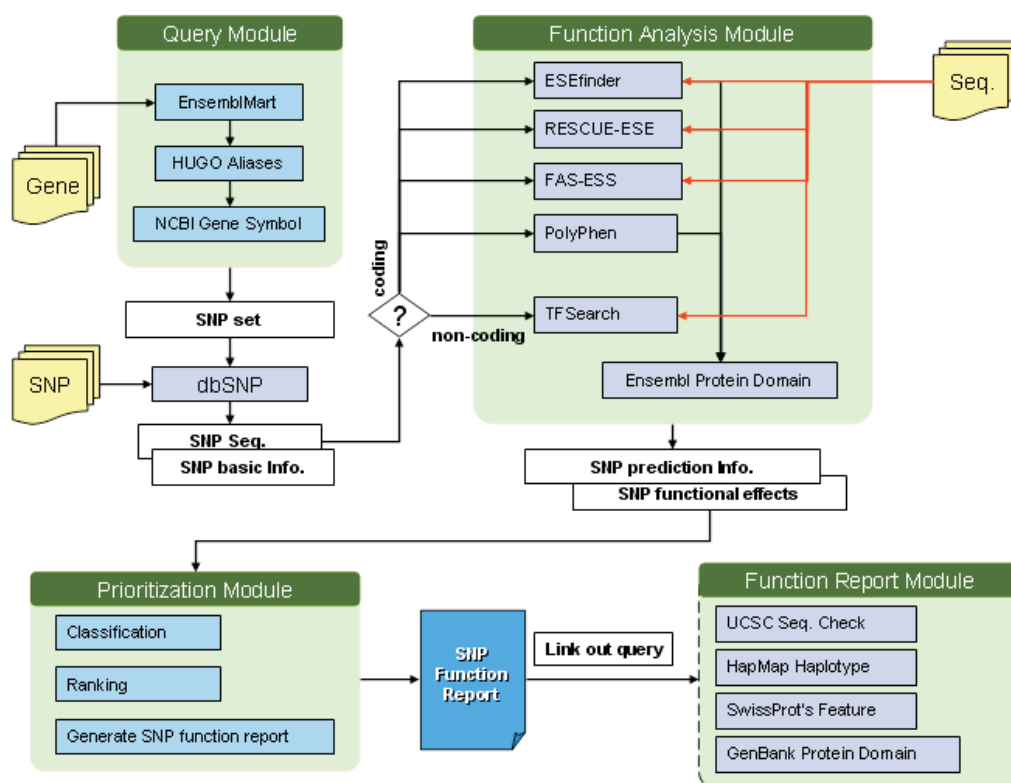 Query Module
EnsemblMart
HUGO Aliases
NCBI Gene Symbol
Gene
SNP set
SNP
dbSNP
SNP Seq.
SNP basic Info.
?
coding
non-coding
Function Analysis Module
ESEfinder
RESCUE-ESE
FAS-ESS
PolyPhen
TFSearch
Ensembl Protein Domain
Seq.
SNP prediction Info.
SNP functional effects
Prioritization Module
Classification
Ranking
Generate SNP function report
SNP
Function
Report
Link out query
Function Report Module
UCSC Seq. Check
HapMap Haplotype
SwissProt's Feature
GenBank Protein Domain